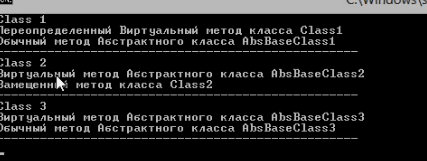 C:\Windows\s
Class 1
Переопределенный Виртуальный метод класса Class1
Обычный метод Абстрактного класса AbsBaseClass1
------------------------------------------------
Class 2
Виртуальный метод Абстрактного класса AbsBaseClass2
Замещенный метод класса Class2
------------------------------------------------
Class 3
Виртуальный метод Абстрактного класса AbsBaseClass3
Обычный метод Абстрактного класса AbsBaseClass3
------------------------------------------------